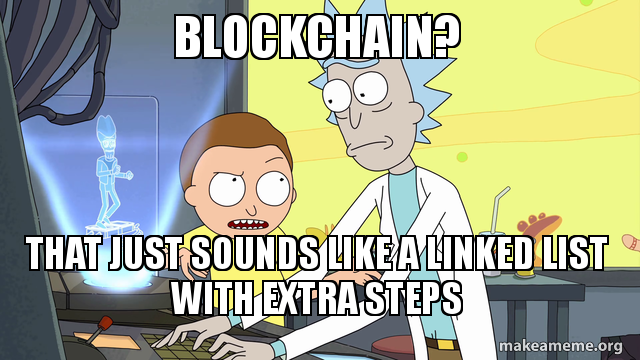 BLOCKCHAIN?
THAT JUST SOUNDS LIKE A LINKED LIST
WITH EXTRA STEPS
makeameme.org